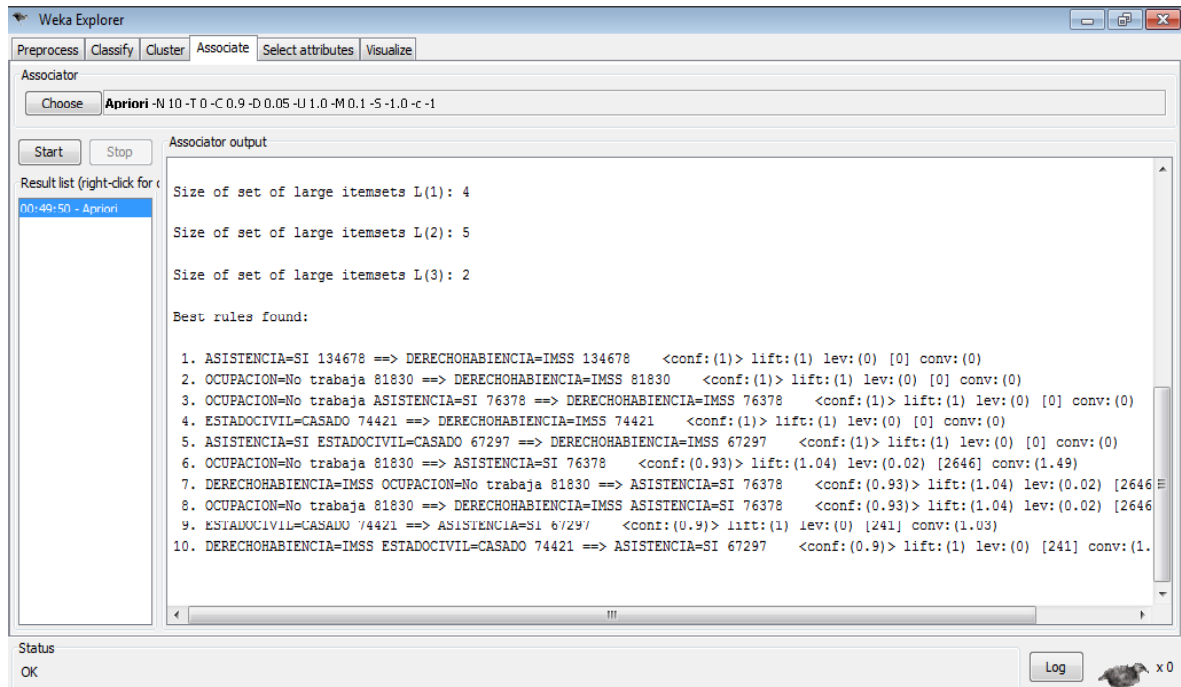 Weka Explorer
Preprocess Classify Cluster Associate Select attributes Visualize
Associator
Choose Apriori -N 10 -T 0 -C 0.9 -D 0.05 -U 1.0 -M 0.1 -S -1.0 -c -1
Start Stop
Associator output
Result list (right-click for
00:49:50 - Apriori
Size of set of large itemsets L(1): 4
Size of set of large itemsets L(2): 5
Size of set of large itemsets L(3): 2
Best rules found:
1. ASISTENCIA=SI 134678 ==> DERECHOHABIENCIA=IMSS 134678 <conf:(1)> lift:(1) lev:(0) [0] conv:(0)
2. OCUPACION=No trabaja 81830 ==> DERECHOHABIENCIA=IMSS 81830 <conf:(1)> lift:(1) lev:(0) [0] conv:(0)
3. OCUPACION=No trabaja ASISTENCIA=SI 76378 ==> DERECHOHABIENCIA=IMSS 76378 <conf:(1)> lift:(1) lev:(0) [0] conv:(0)
4. ESTADOCIVIL=CASADO 74421 ==> DERECHOHABIENCIA=IMSS 74421 <conf:(1)> lift:(1) lev:(0) [0] conv:(0)
5. ASISTENCIA=SI ESTADOCIVIL=CASADO 67297 ==> DERECHOHABIENCIA=IMSS 67297 <conf:(1)> lift:(1) lev:(0) [0] conv:(0)
6. OCUPACION=No trabaja 81830 ==> ASISTENCIA=SI 76378 <conf:(0.93)> lift:(1.04) lev:(0.02) [2646] conv:(1.49)
7. DERECHOHABIENCIA=IMSS OCUPACION=No trabaja 81830 ==> ASISTENCIA=SI 76378 <conf:(0.93)> lift:(1.04) lev:(0.02) [2646
8. OCUPACION=No trabaja 81830 ==> DERECHOHABIENCIA=IMSS ASISTENCIA=SI 76378 <conf:(0.93)> lift:(1.04) lev:(0.02) [2646
9. ESTADOCIVIL=CASADO 74421 ==> ASISTENCIA=SI 67297 <conf:(0.9)> lift:(1) lev:(0) [241] conv:(1.03)
10. DERECHOHABIENCIA=IMSS ESTADOCIVIL=CASADO 74421 ==> ASISTENCIA=SI 67297 <conf:(0.9)> lift:(1) lev:(0) [241] conv:(1.
Status
OK
Log
x 0